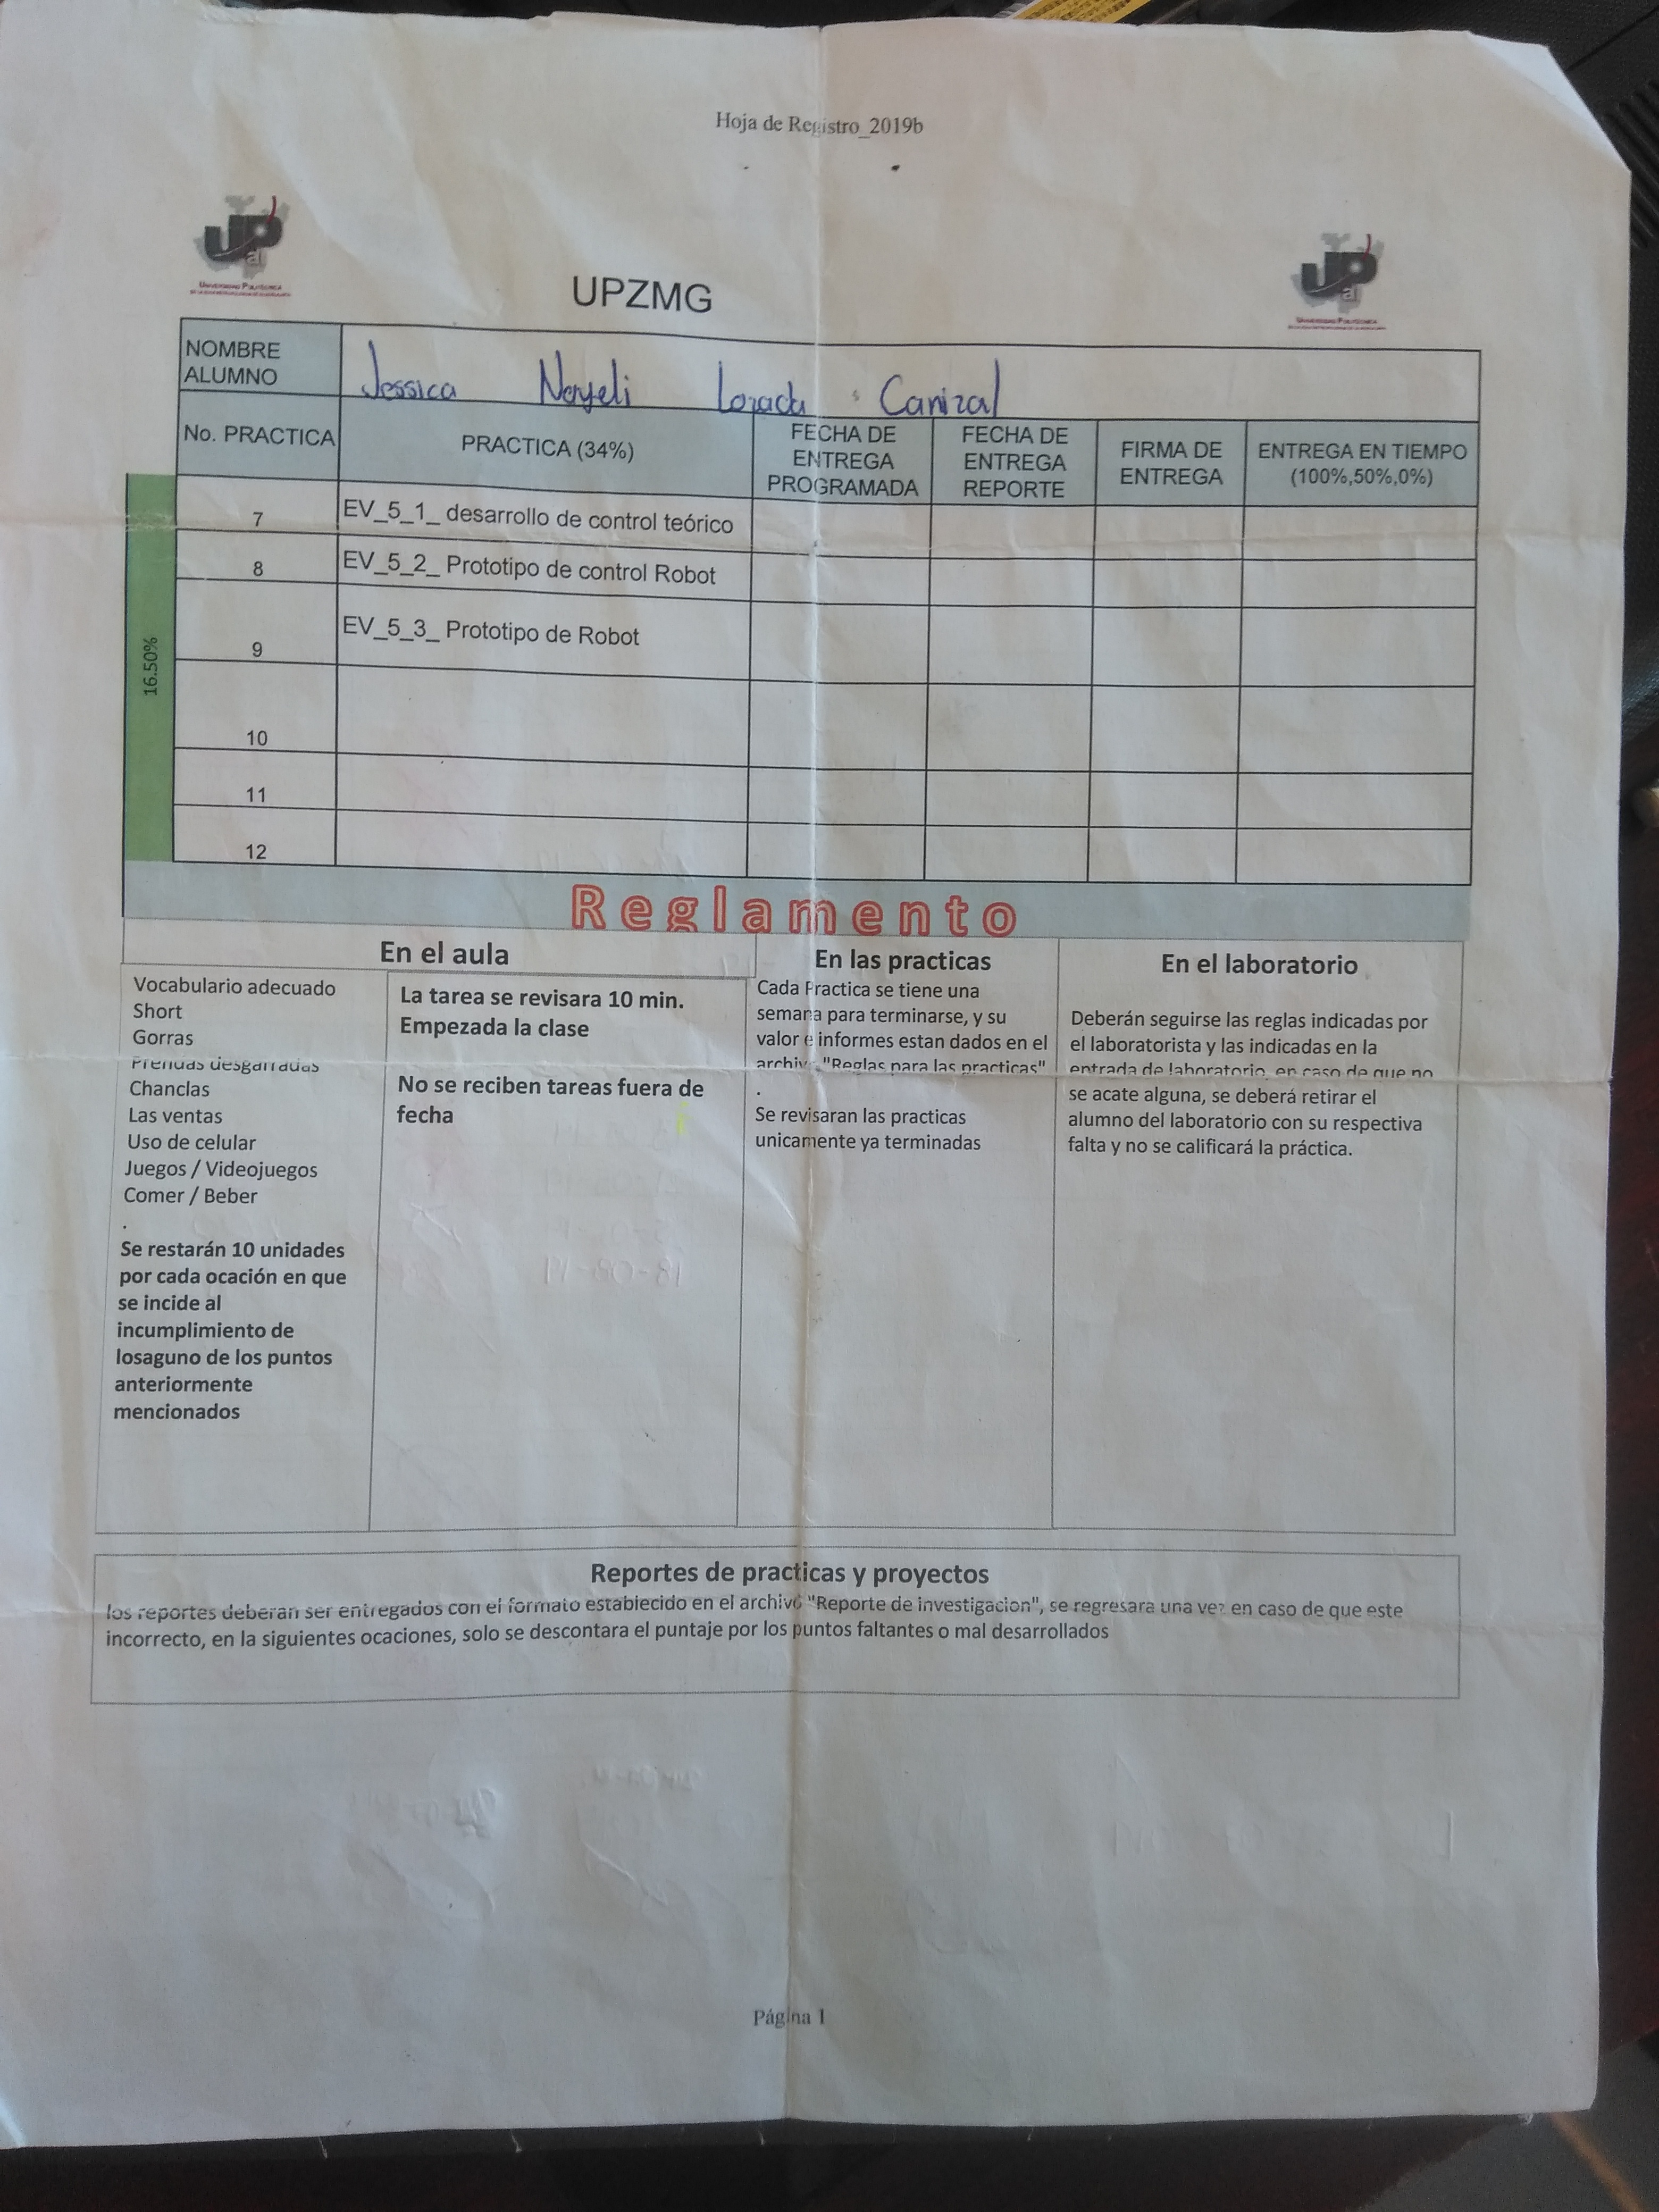 Hoja de Registro_2019b
UPZMG
NOMBRE
ALUMNO
Jessica Nayeli Lozada Canizal
No. PRACTICA
PRACTICA (34%)
FECHA DE
ENTREGA
PROGRAMADA
FECHA DE
ENTREGA
REPORTE
FIRMA DE
ENTREGA
ENTREGA EN TIEMPO
(100%,50%,0%)
16.50%
7 EV_5_1_ desarrollo de control teórico
8 EV_5_2_ Prototipo de control Robot
9 EV_5_3_ Prototipo de Robot
10
11
12
Reglamento
En el aula
Vocabulario adecuado
Short
Gorras
Prendas desgarradas
Chanclas
Las ventas
Uso de celular
Juegos / Videojuegos
Comer / Beber
.
Se restarán 10 unidades
por cada ocación en que
se incide al
incumplimiento de
losaguno de los puntos
anteriormente
mencionados
La tarea se revisara 10 min.
Empezada la clase
No se reciben tareas fuera de
fecha
En las practicas
Cada Practica se tiene una
semana para terminarse, y su
valor e informes estan dados en el
archivo "Reglas para las practicas"
.
Se revisaran las practicas
unicamente ya terminadas
En el laboratorio
Deberán seguirse las reglas indicadas por
el laboratorista y las indicadas en la
entrada de laboratorio, en caso de que no
se acate alguna, se deberá retirar el
alumno del laboratorio con su respectiva
falta y no se calificará la práctica.
Reportes de practicas y proyectos
los reportes deberan ser entregados con el formato establecido en el archivo "Reporte de investigacion", se regresara una vez en caso de que este
incorrecto, en la siguientes ocaciones, solo se descontara el puntaje por los puntos faltantes o mal desarrollados
Página 1